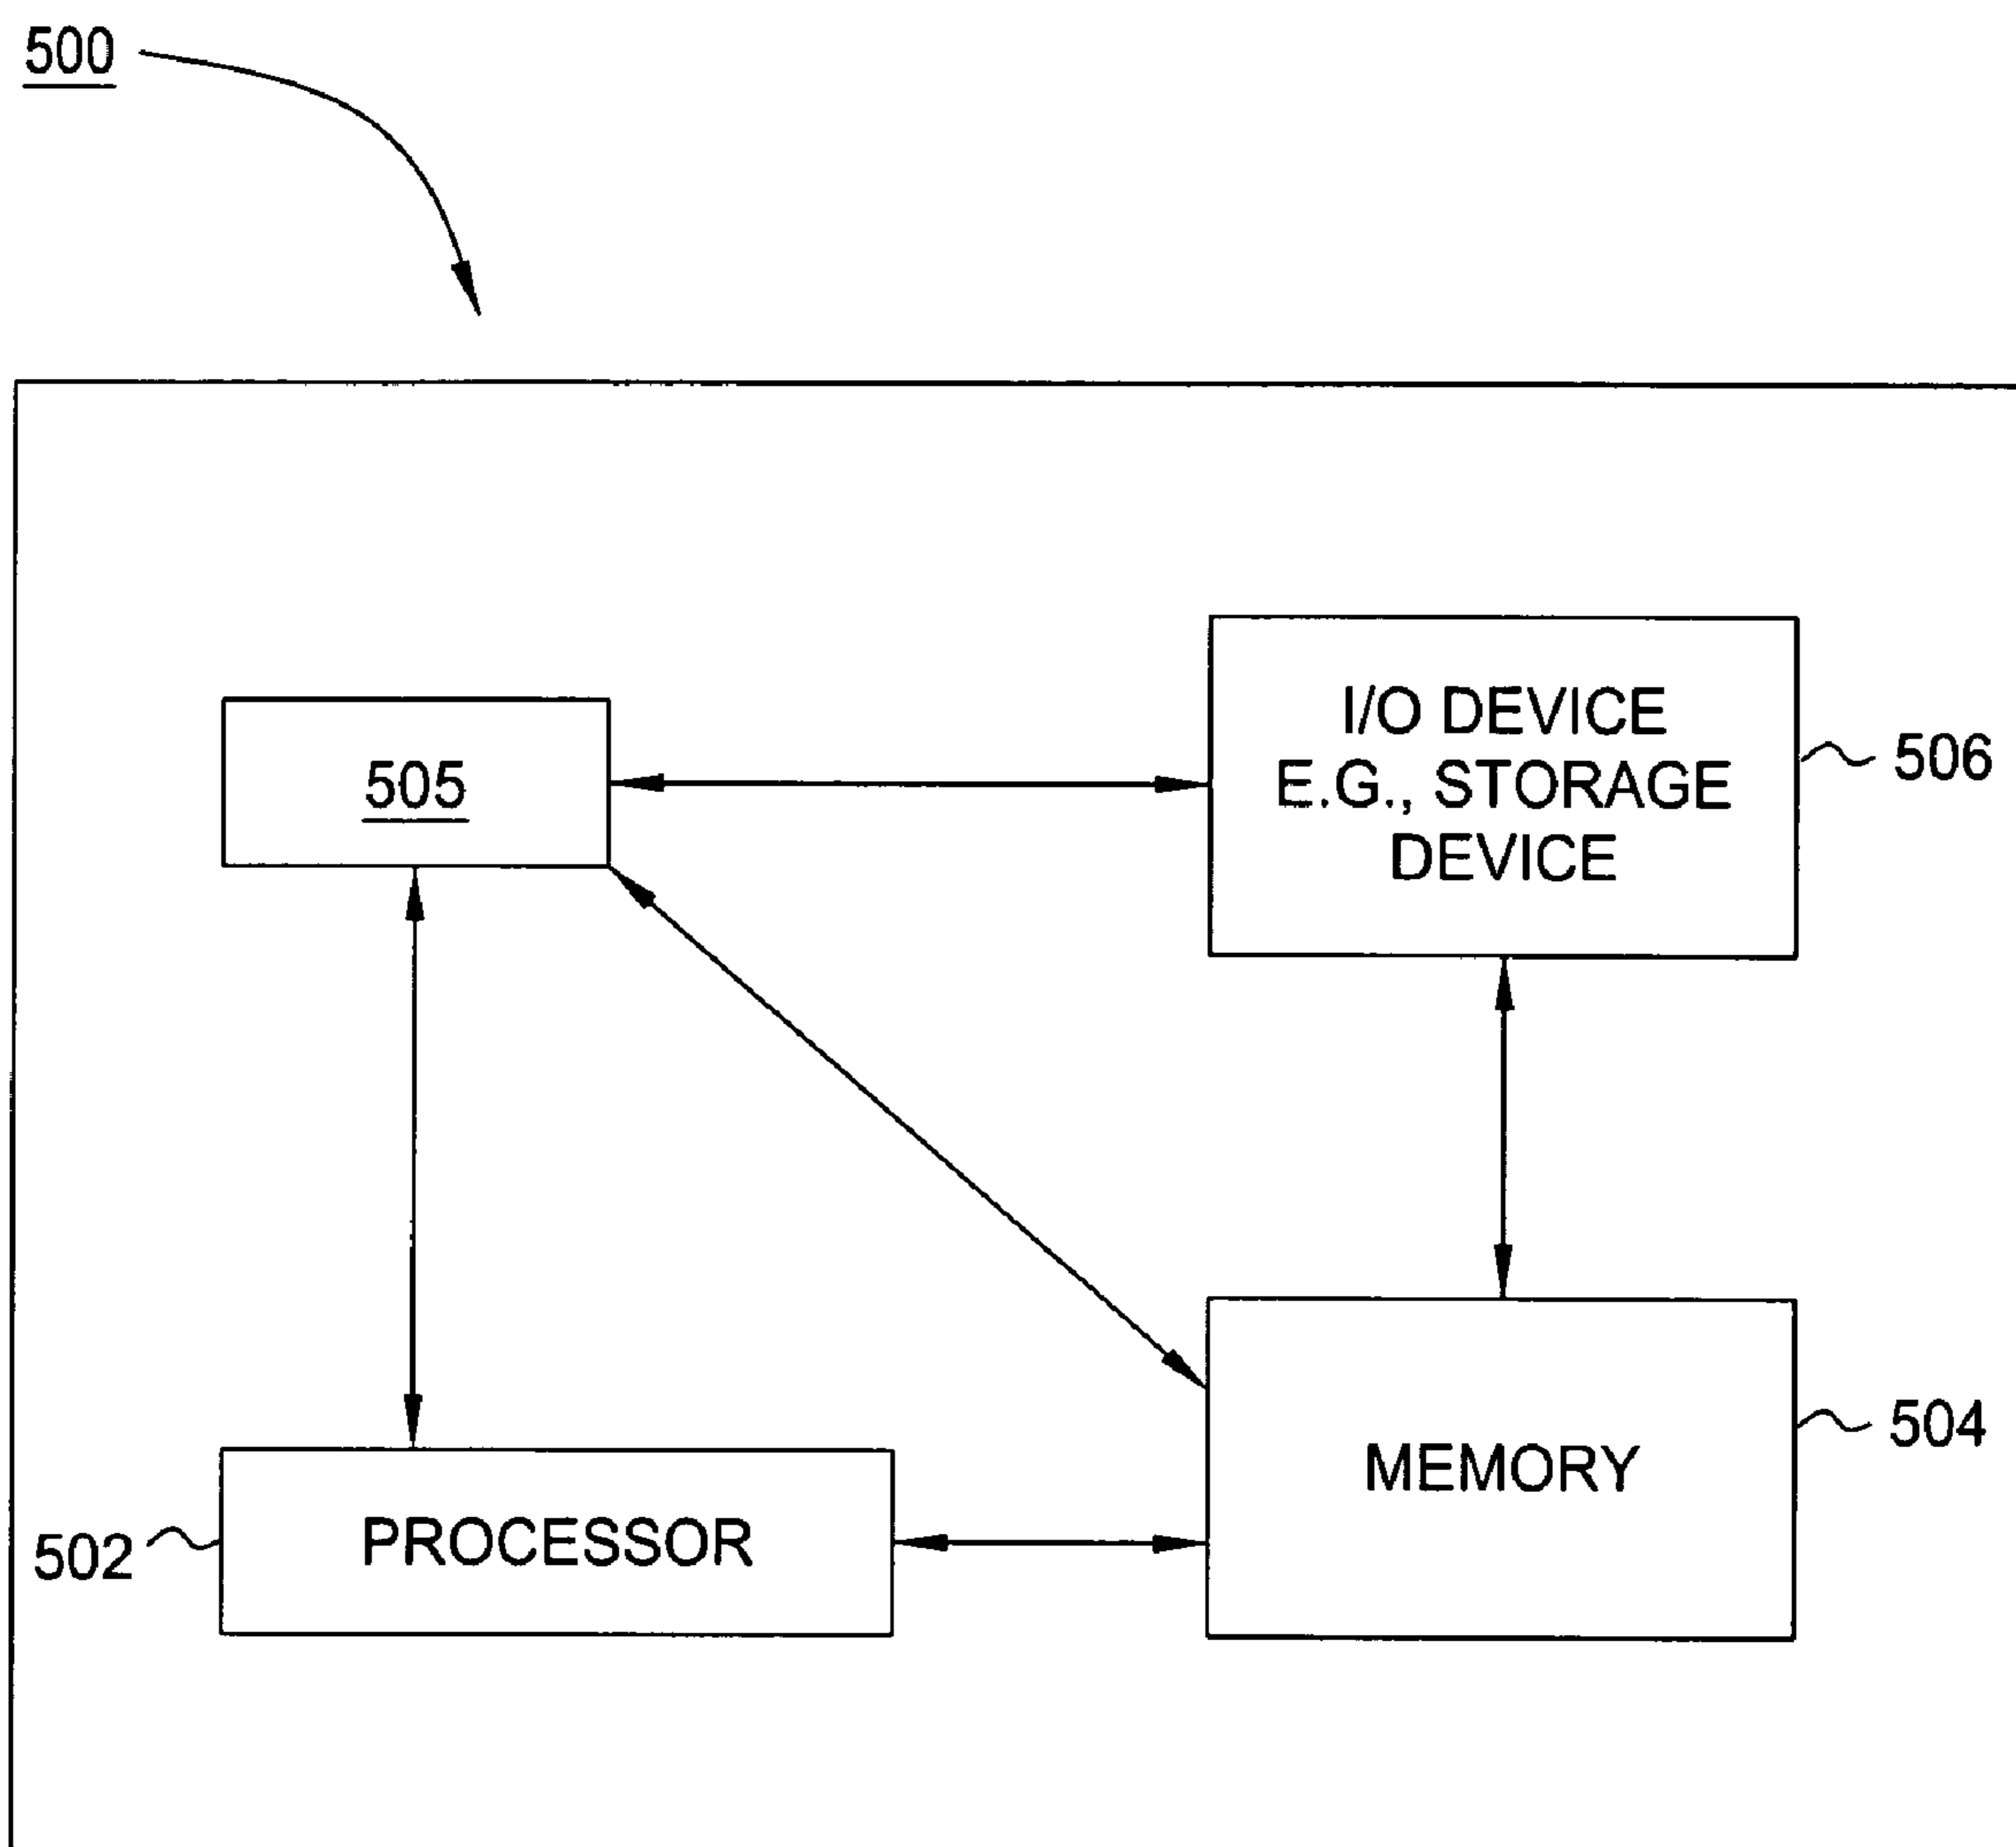 500
I/O DEVICE
E.G., STORAGE
DEVICE
506
505
MEMORY
504
PROCESSOR
502